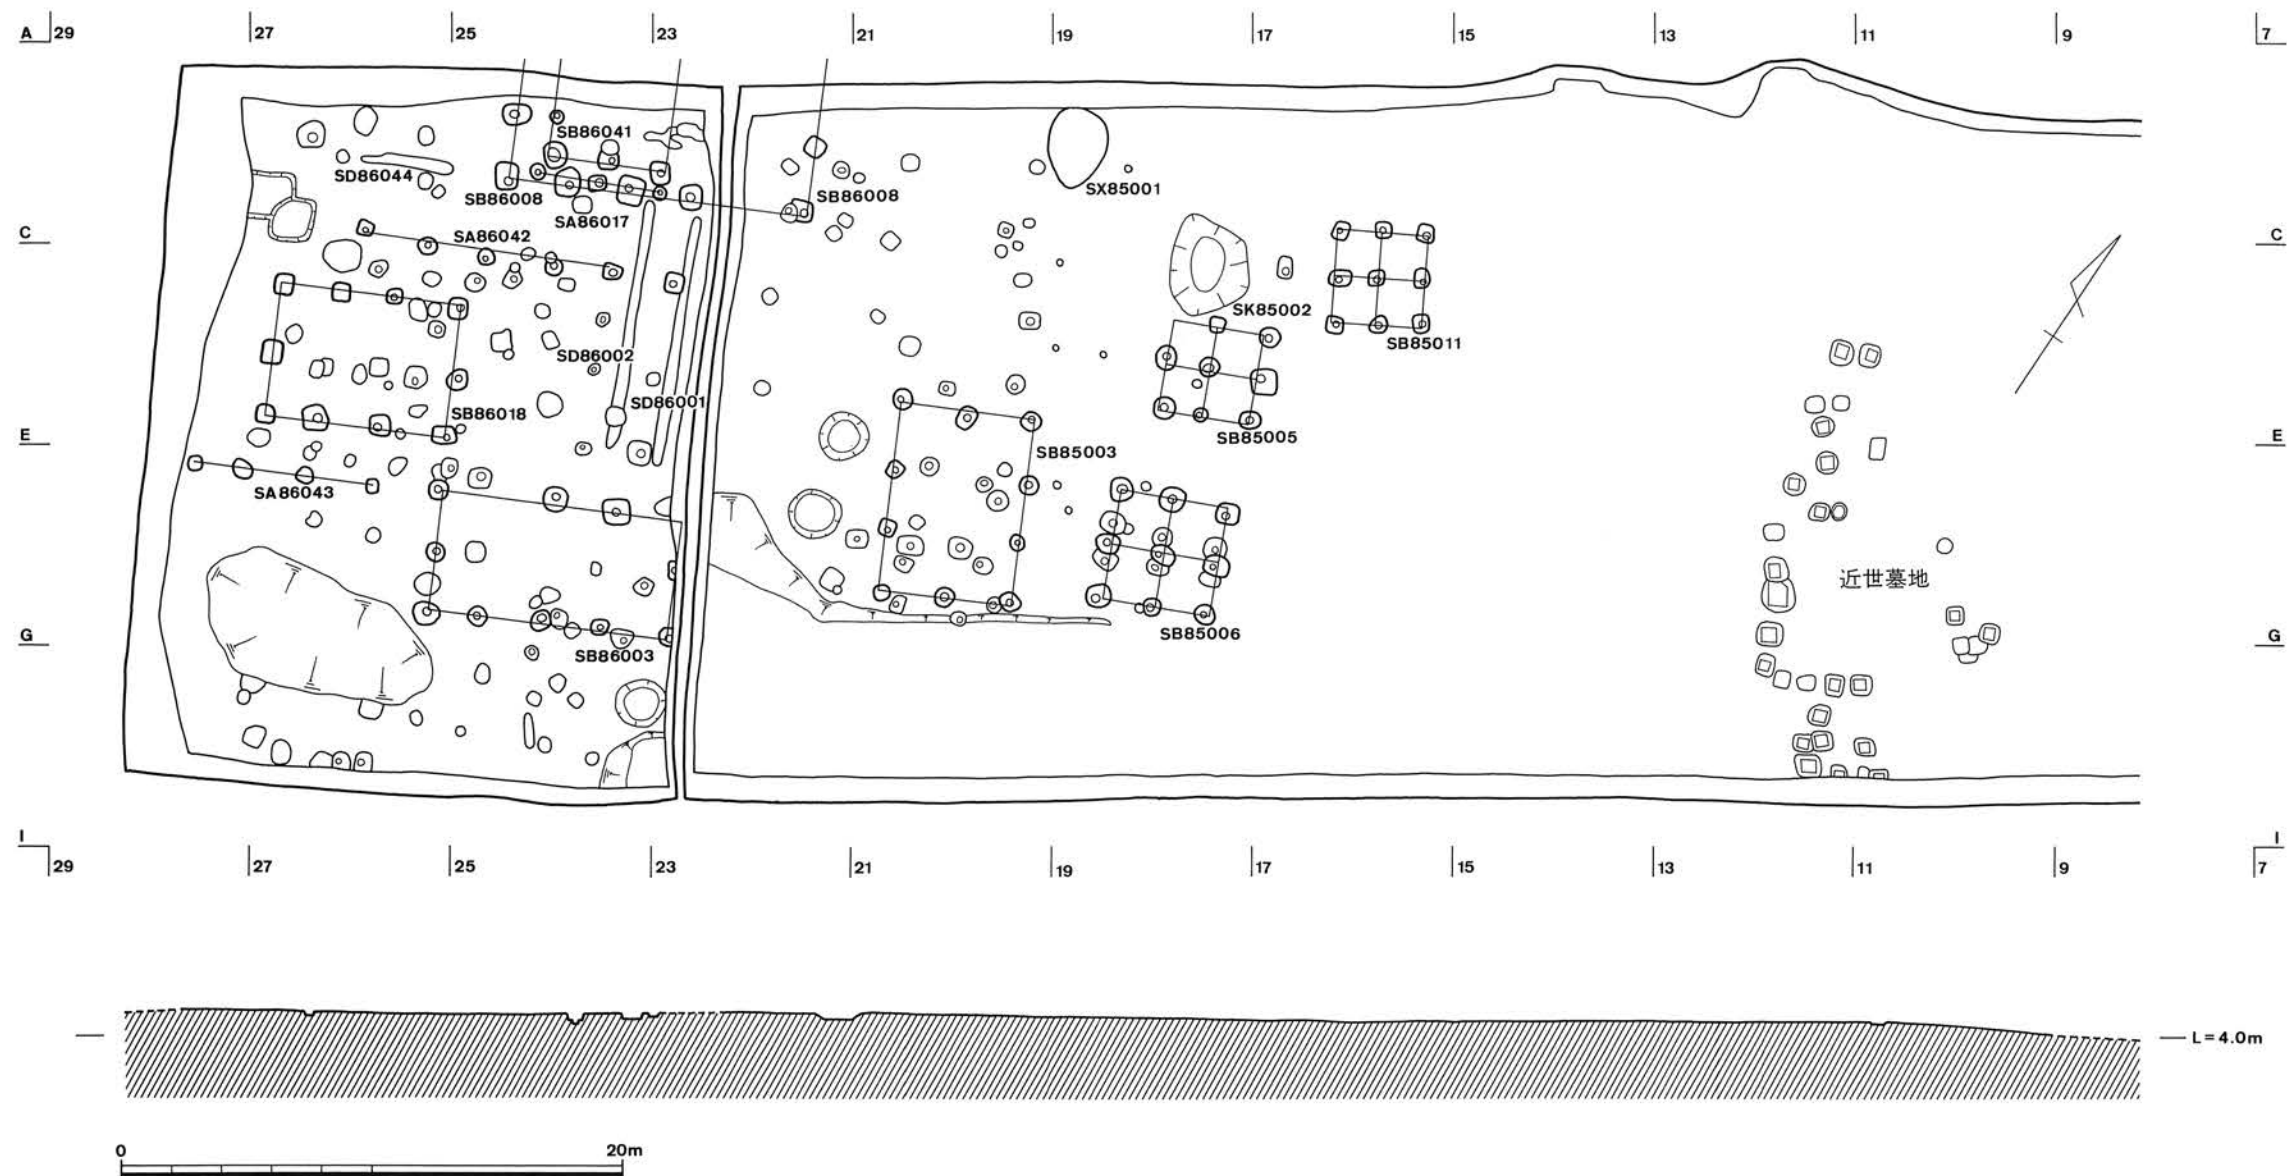 A 29 27 25 23 21 19 17 15 13 11 9 7
SB86041
SD86044
SB86008
SA86017
SB86008
SX85001
C
SA86042
C
SK85002
SD86002
SB85011
SD86001
SB86018
SB85005
E
SB85003
E
SA86043
近世墓地
SB86003
SB85006
G
G
I
I
29 27 25 23 21 19 17 15 13 11 9 7
L=4.0m
0 20m